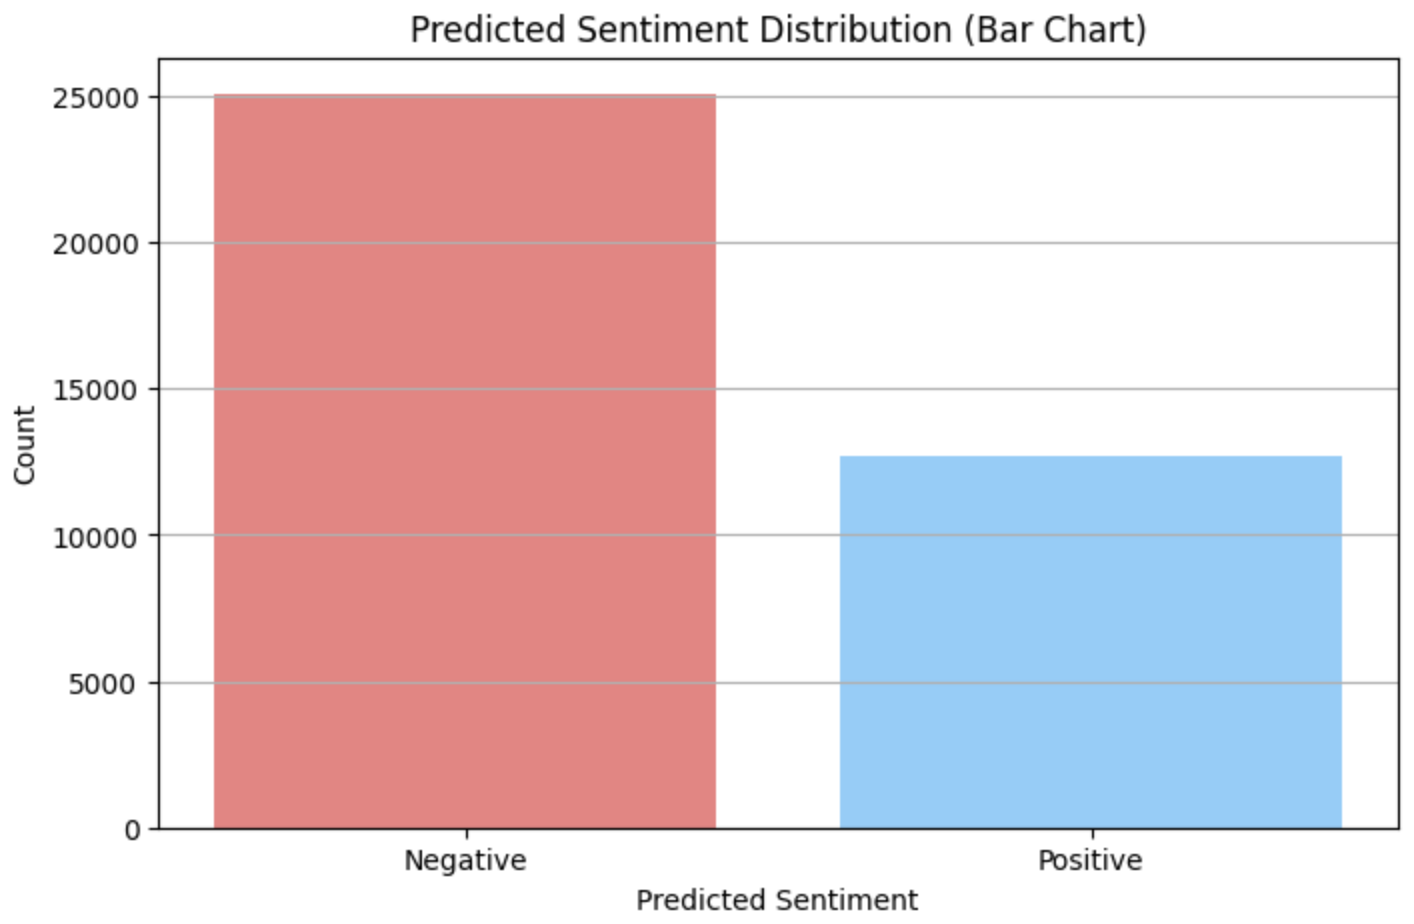 Predicted Sentiment Distribution (Bar Chart)
25000
20000
15000
10000
5000
0
Count
Negative
Positive
Predicted Sentiment